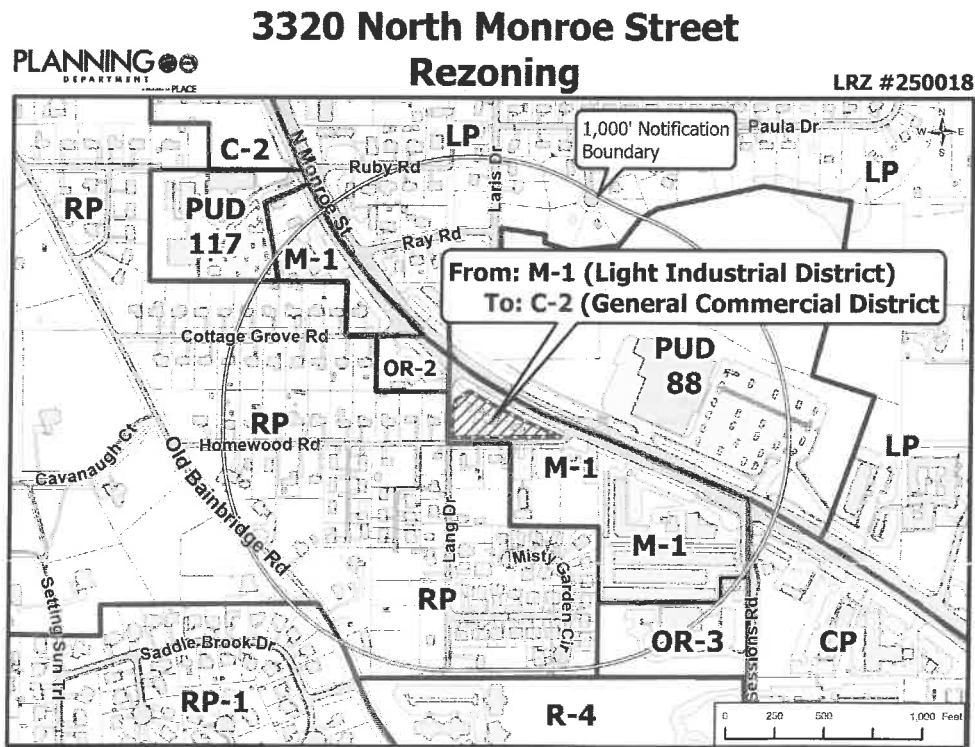 3320 North Monroe Street
Rezoning
PLANNING
DEPARTMENT
PLACE
LRZ #250018
C-2
N Monroe St
LP
1,000' Notification
Boundary
Paula Dr
N
W E
S
Ruby Rd
Laris Dr
LP
RP
PUD
117
M-1
Ray Rd
From: M-1 (Light Industrial District)
To: C-2 (General Commercial District
Cottage Grove Rd
OR-2
PUD
88
RP
Homewood Rd
Cavanaugh Ct
Old Bainbridge Rd
M-1
LP
Lang Dr
M-1
Misty Garden Cir
Setting Sun Trl
RP
Saddle Brook Dr
OR-3
Sessions Rd
CP
RP-1
R-4
0 250 500 1,000 Feet